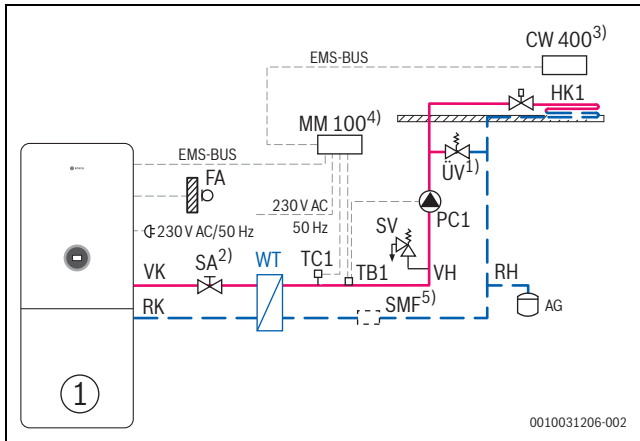 CW 400³⁾
EMS-BUS
HK1
MM 100⁴⁾
EMS-BUS
ÜV¹⁾
FA
230 V AC
50 Hz
PC1
230 V AC/50 Hz
SV
SA²⁾
WT
TC1
TB1
VK
VH
RH
RK
SMF⁵⁾
AG
1
0010031206-002